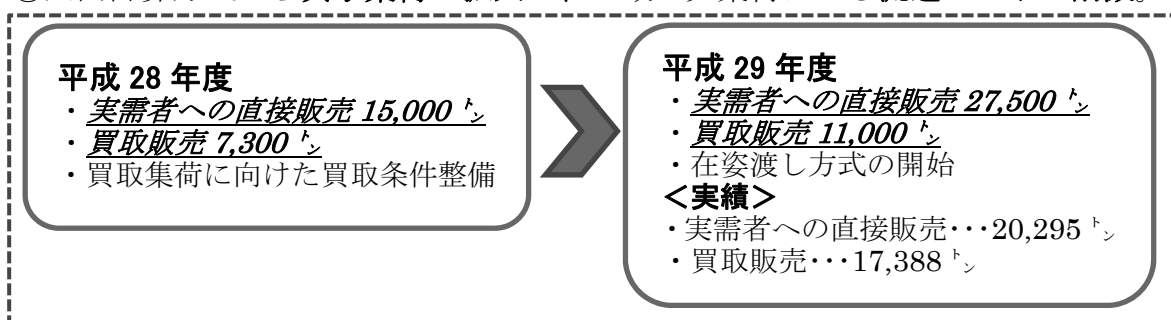 平成 28 年度
・実需者への直接販売 15,000 ㌧
・買取販売 7,300 ㌧
・買取集荷に向けた買取条件整備
平成 29 年度
・実需者への直接販売 27,500 ㌧
・買取販売 11,000 ㌧
・在姿渡し方式の開始
＜実績＞
・実需者への直接販売･･･20,295 ㌧
・買取販売･･･17,388 ㌧